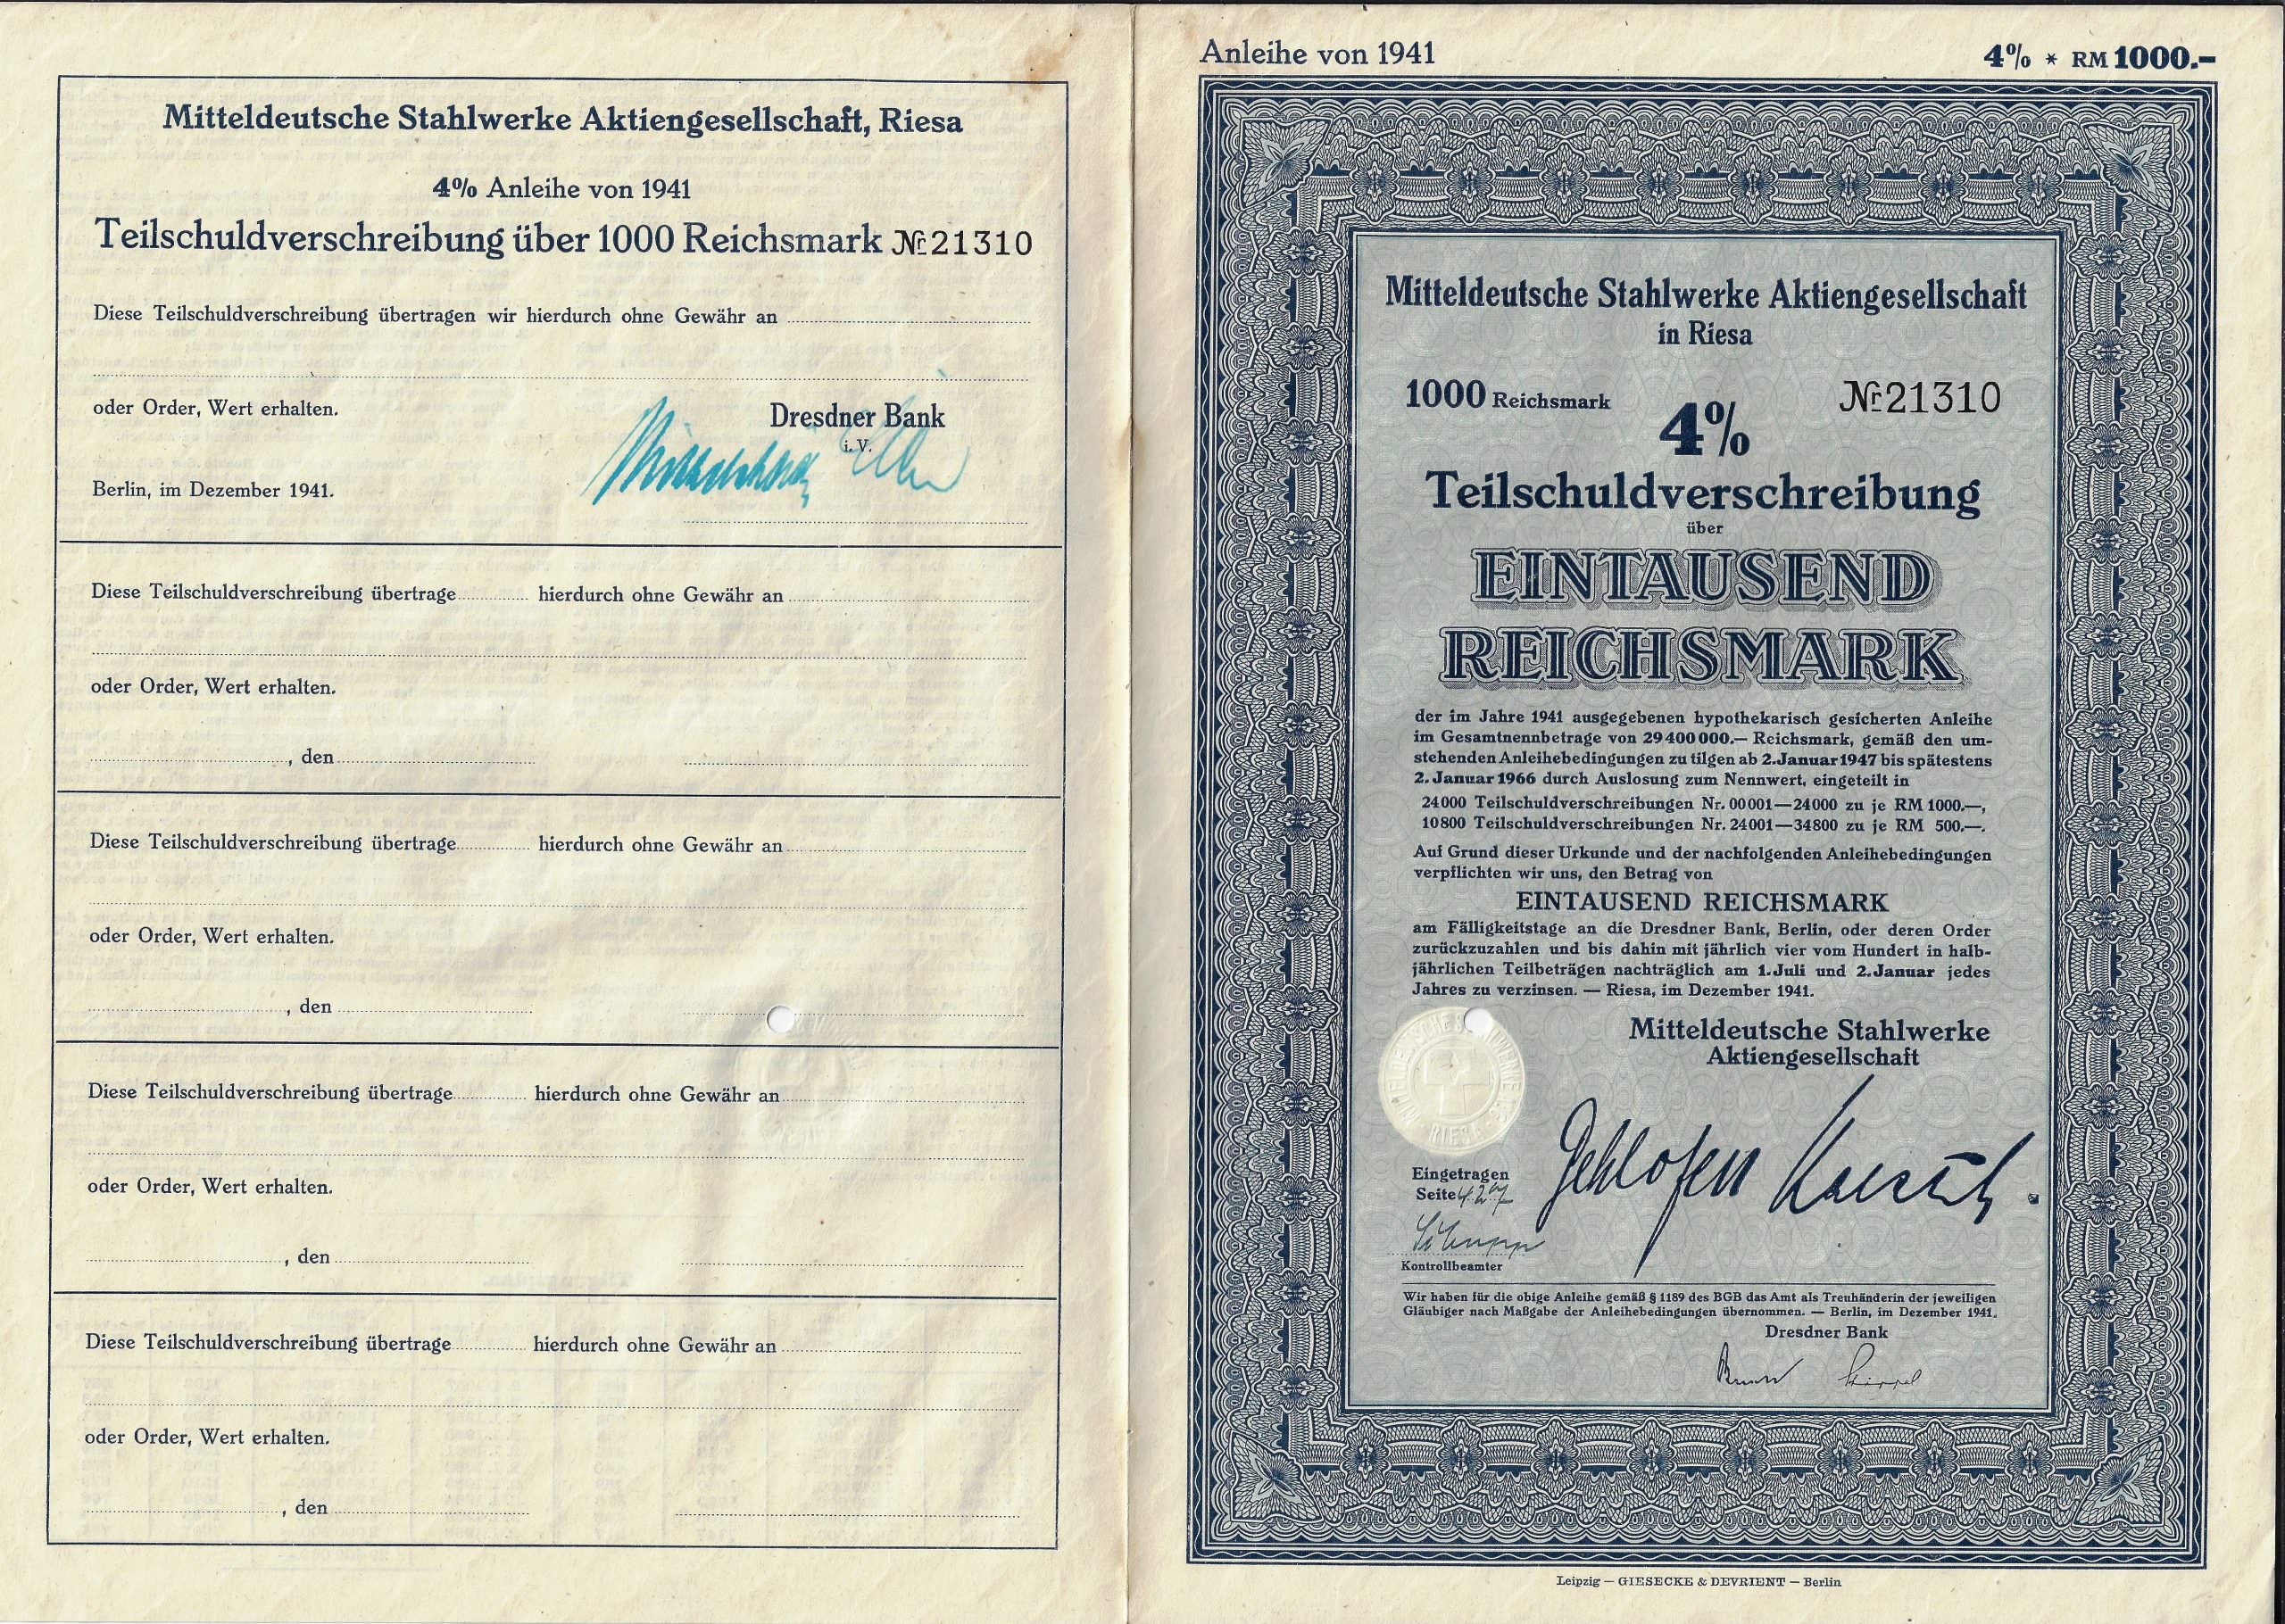 Mitteldeutsche Stahlwerke Aktiengesellschaft, Riesa
4% Anleihe von 1941
Teilschuldverschreibung über 1000 Reichsmark № 21310
Diese Teilschuldverschreibung übertragen wir hierdurch ohne Gewähr an
oder Order, Wert erhalten.
Dresdner Bank
i. V.
Berlin, im Dezember 1941.
Diese Teilschuldverschreibung übertrage hierdurch ohne Gewähr an
oder Order, Wert erhalten.
, den
Diese Teilschuldverschreibung übertrage hierdurch ohne Gewähr an
oder Order, Wert erhalten.
, den
Diese Teilschuldverschreibung übertrage hierdurch ohne Gewähr an
oder Order, Wert erhalten.
, den
Diese Teilschuldverschreibung übertrage hierdurch ohne Gewähr an
oder Order, Wert erhalten.
, den
Anleihe von 1941
4% * RM 1000.–
Mitteldeutsche Stahlwerke Aktiengesellschaft
in Riesa
1000 Reichsmark
№ 21310
4%
Teilschuldverschreibung
über
EINTAUSEND
REICHSMARK
der im Jahre 1941 ausgegebenen hypothekarisch gesicherten Anleihe
im Gesamtnennbetrage von 29 400 000.— Reichsmark, gemäß den um-
stehenden Anleihebedingungen zu tilgen ab 2. Januar 1947 bis spätestens
2. Januar 1966 durch Auslosung zum Nennwert, eingeteilt in
24000 Teilschuldverschreibungen Nr. 00001—24000 zu je RM 1000.—,
10800 Teilschuldverschreibungen Nr. 24001—34800 zu je RM 500.—.
Auf Grund dieser Urkunde und der nachfolgenden Anleihebedingungen
verpflichten wir uns, den Betrag von
EINTAUSEND REICHSMARK
am Fälligkeitstage an die Dresdner Bank, Berlin, oder deren Order
zurückzuzahlen und bis dahin mit jährlich vier vom Hundert in halb-
jährlichen Teilbeträgen nachträglich am 1. Juli und 2. Januar jedes
Jahres zu verzinsen. — Riesa, im Dezember 1941.
Mitteldeutsche Stahlwerke
Aktiengesellschaft
RIESA
Eingetragen
Seite 427
Kontrollbeamter
Wir haben für die obige Anleihe gemäß § 1189 des BGB das Amt als Treuhänderin der jeweiligen
Gläubiger nach Maßgabe der Anleihebedingungen übernommen. — Berlin, im Dezember 1941.
Dresdner Bank
Leipzig — GIESECKE & DEVRIENT — Berlin